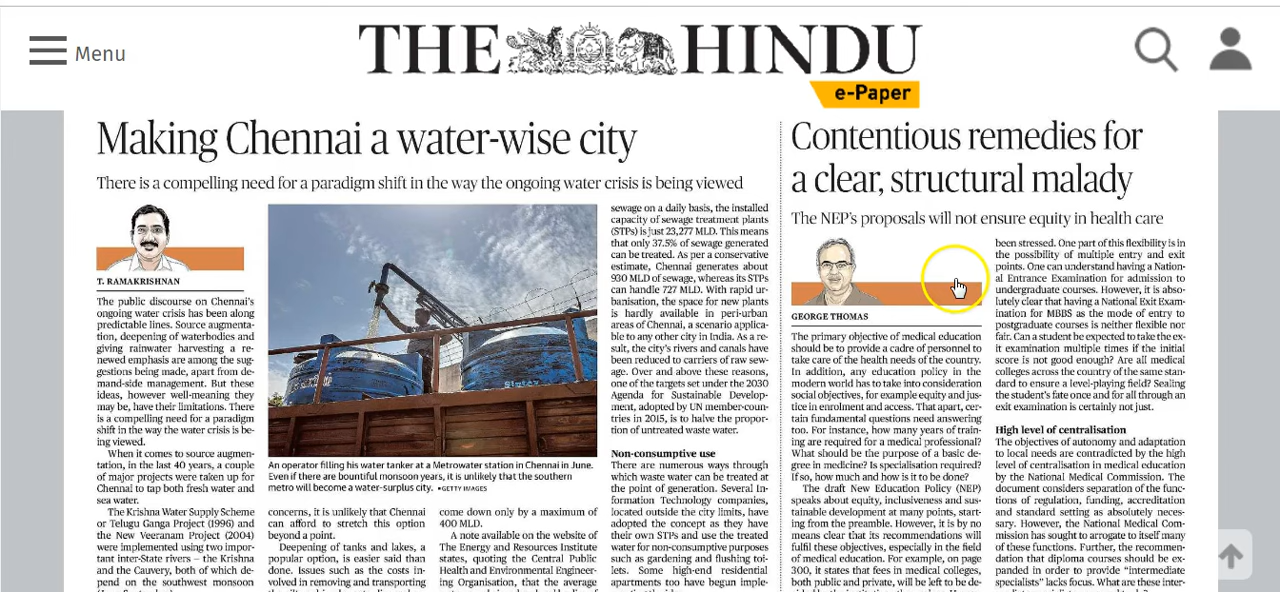 Menu
THE HINDU
e-Paper
Making Chennai a water-wise city
There is a compelling need for a paradigm shift in the way the ongoing water crisis is being viewed
T. RAMAKRISHNAN
The public discourse on Chennai's
ongoing water crisis has been along
predictable lines. Source augmenta-
tion, deepening of waterbodies and
giving rainwater harvesting a re-
newed emphasis are among the sug-
gestions being made, apart from de-
mand-side management. But these
ideas, however well-meaning they
may be, have their limitations. There
is a compelling need for a paradigm
shift in the way the water crisis is be-
ing viewed.
When it comes to source augmen-
tation, in the last 40 years, a couple
of major projects were taken up for
Chennai to tap both fresh water and
sea water.
The Krishna Water Supply Scheme
or Telugu Ganga Project (1996) and
the New Veeranam Project (2004)
were implemented using two impor-
tant inter-State rivers – the Krishna
and the Cauvery, both of which de-
pend on the southwest monsoon
An operator filling his water tanker at a Metrowater station in Chennai in June.
Even if there are bountiful monsoon years, it is unlikely that the southern
metro will become a water-surplus city. •GETTY IMAGES
concerns, it is unlikely that Chennai
can afford to stretch this option
beyond a point.
Deepening of tanks and lakes, a
popular option, is easier said than
done. Issues such as the costs in-
volved in removing and transporting
come down only by a maximum of
400 MLD.
A note available on the website of
The Energy and Resources Institute
states, quoting the Central Public
Health and Environmental Engineer-
ing Organisation, that the average
sewage on a daily basis, the installed
capacity of sewage treatment plants
(STPs) is just 23,277 MLD. This means
that only 37.5% of sewage generated
can be treated. As per a conservative
estimate, Chennai generates about
930 MLD of sewage, whereas its STPs
can handle 727 MLD. With rapid ur-
banisation, the space for new plants
is hardly available in peri-urban
areas of Chennai, a scenario applica-
ble to any other city in India. As a re-
sult, the city's rivers and canals have
been reduced to carriers of raw sew-
age. Over and above these reasons,
one of the targets set under the 2030
Agenda for Sustainable Develop-
ment, adopted by UN member-coun-
tries in 2015, is to halve the propor-
tion of untreated waste water.
Non-consumptive use
There are numerous ways through
which waste water can be treated at
the point of generation. Several In-
formation Technology companies,
located outside the city limits, have
adopted the concept as they have
their own STPs and use the treated
water for non-consumptive purposes
such as gardening and flushing toi-
lets. Some high-end residential
apartments too have begun imple-
Contentious remedies for
a clear, structural malady
The NEP's proposals will not ensure equity in health care
GEORGE THOMAS
The primary objective of medical education
should be to provide a cadre of personnel to
take care of the health needs of the country.
In addition, any education policy in the
modern world has to take into consideration
social objectives, for example equity and jus-
tice in enrolment and access. That apart, cer-
tain fundamental questions need answering
too. For instance, how many years of train-
ing are required for a medical professional?
What should be the purpose of a basic de-
gree in medicine? Is specialisation required?
If so, how much and how is it to be done?
The draft New Education Policy (NEP)
speaks about equity, inclusiveness and sus-
tainable development at many points, start-
ing from the preamble. However, it is by no
means clear that its recommendations will
fulfil these objectives, especially in the field
of medical education. For example, on page
300, it states that fees in medical colleges,
both public and private, will be left to be de-
been stressed. One part of this flexibility is in
the possibility of multiple entry and exit
points. One can understand having a Nation-
al Entrance Examination for admission to
undergraduate courses. However, it is abso-
lutely clear that having a National Exit Exam-
ination for MBBS as the mode of entry to
postgraduate courses is neither flexible nor
fair. Can a student be expected to take the ex-
it examination multiple times if the initial
score is not good enough? Are all medical
colleges across the country of the same stan-
dard to ensure a level-playing field? Sealing
the student's fate once and for all through an
exit examination is certainly not just.
High level of centralisation
The objectives of autonomy and adaptation
to local needs are contradicted by the high
level of centralisation in medical education
by the National Medical Commission. The
document considers separation of the func-
tions of regulation, funding, accreditation
and standard setting as absolutely neces-
sary. However, the National Medical Com-
mission has sought to arrogate to itself many
of these functions. Further, the recommen-
dation that diploma courses should be ex-
panded in order to provide "intermediate
specialists" lacks focus. What are these inter-